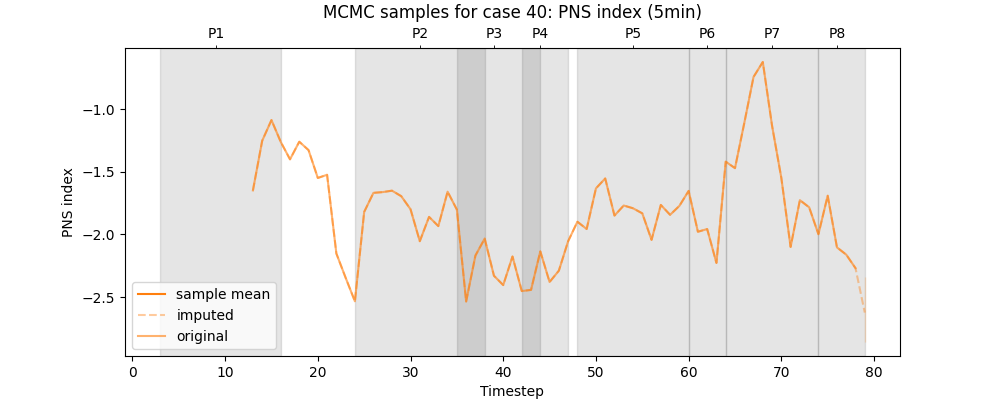 MCMC samples for case 40: PNS index (5min)
P1 P2 P3 P4 P5 P6 P7 P8
−1.0
−1.5
−2.0
−2.5
PNS index
sample mean
imputed
original
0 10 20 30 40 50 60 70 80
Timestep